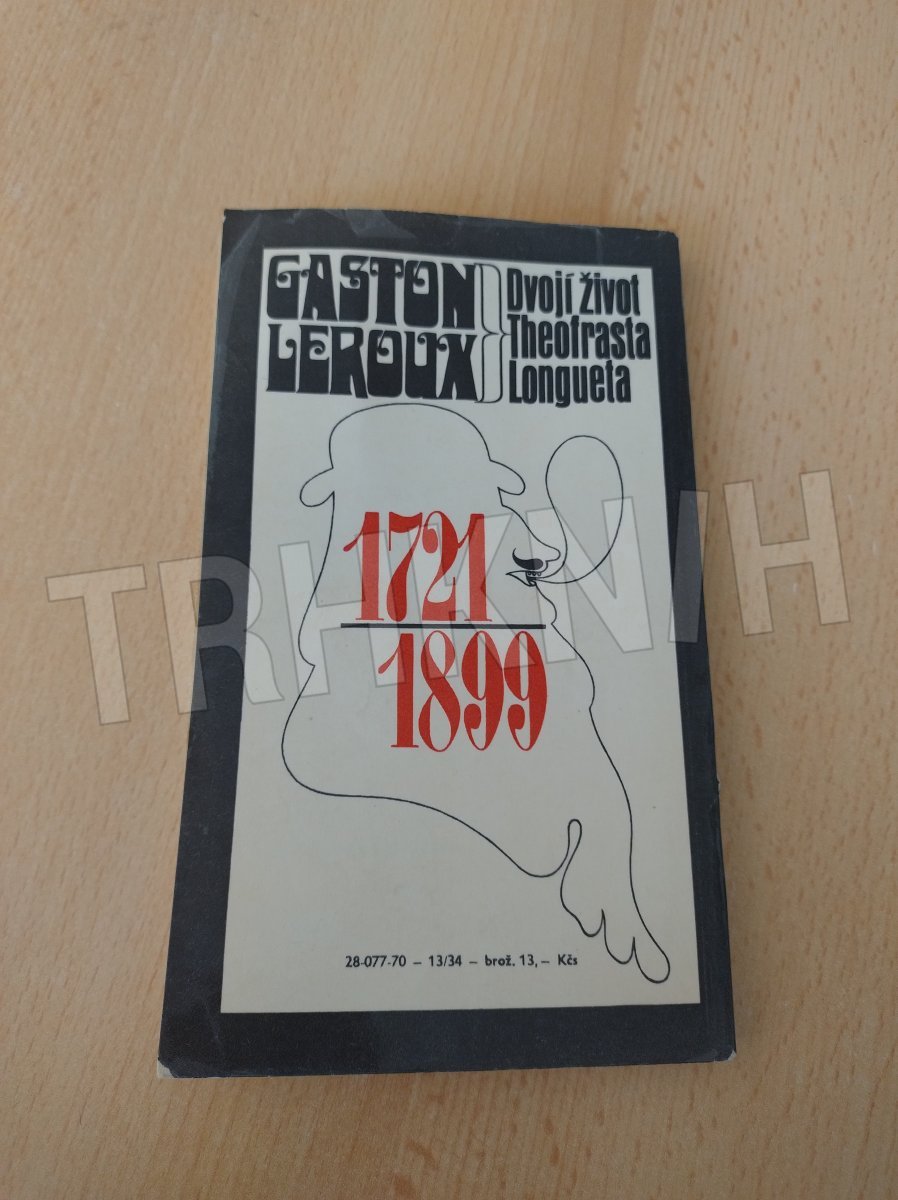 GASTON
LEROUX
Dvojí život
Theofrasta
Longueta
1721
1899
TRHKNIH
28-077-70 – 13/34 – brož. 13,– Kčs